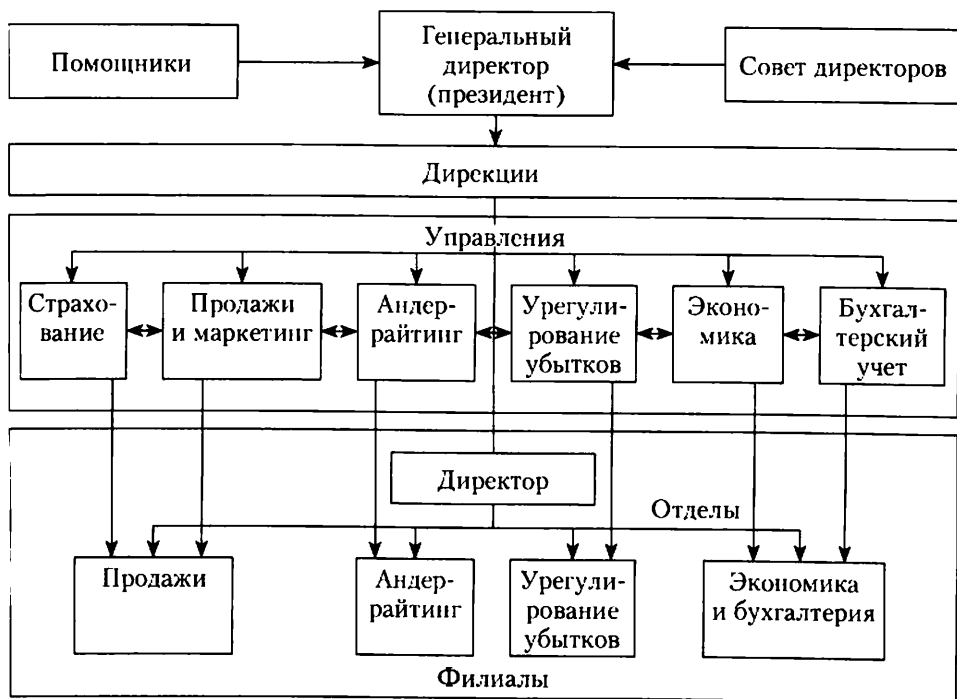 Помощники
Генеральный
директор
(президент)
Совет директоров
Дирекции
Управления
Страхо-
вание
Продажи
и маркетинг
Андер-
райтинг
Урегули-
рование
убытков
Эконо-
мика
Бухгал-
терский
учет
Директор
Отделы
Продажи
Андер-
райтинг
Урегули-
рование
убытков
Экономика
и бухгалтерия
Филиалы